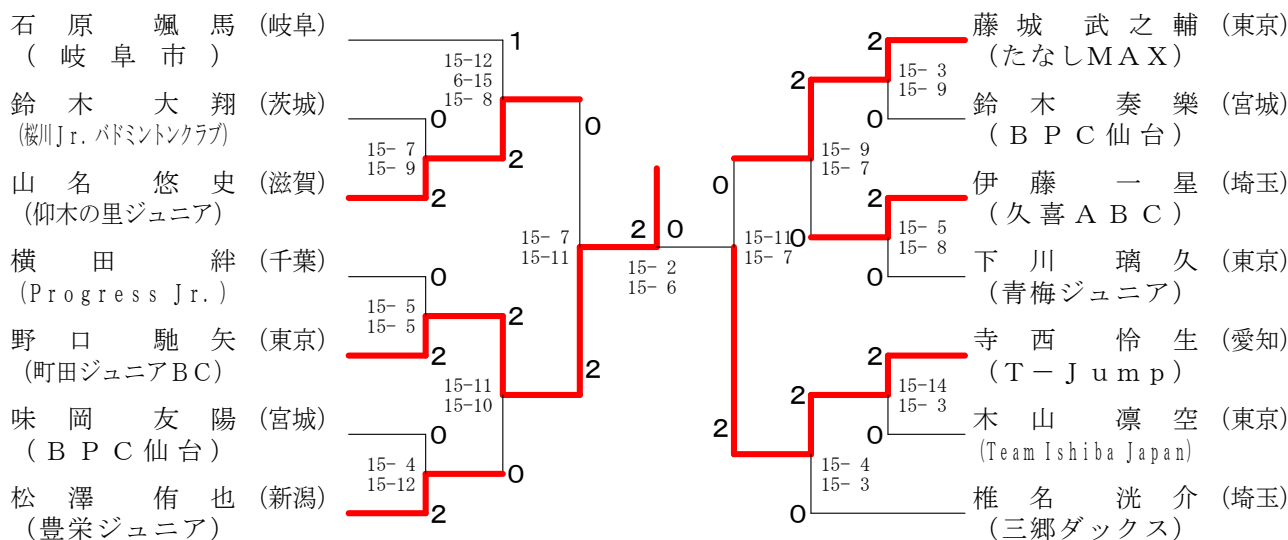 石原 颯馬 (岐阜)
(岐阜市)
鈴木 大翔 (茨城)
(桜川Jr.バドミントンクラブ)
山名 悠史 (滋賀)
(仰木の里ジュニア)
横田 絆 (千葉)
(Progress Jr.)
野口 馳矢 (東京)
(町田ジュニアBC)
味岡 友陽 (宮城)
(BPC仙台)
松澤 侑也 (新潟)
(豊栄ジュニア)
1
15-12
6-15
15- 8
0
15- 7
15- 9
2
2
0
0
15- 5
15- 5
2
2
15- 7
15-11
2
15-11
15-10
0
15- 4
15-12
2
0
2 0
15- 2
15- 6
0
15-11
15- 7
2
2
15- 9
15- 7
0
2
15- 3
15- 9
0
2
15- 5
15- 8
0
2
15-14
15- 3
0
2
15- 4
15- 3
0
藤城 武之輔 (東京)
(たなしMAX)
鈴木 奏樂 (宮城)
(BPC仙台)
伊藤 一星 (埼玉)
(久喜ABC)
下川 璃久 (東京)
(青梅ジュニア)
寺西 怜生 (愛知)
(T-Jump)
木山 凛空 (東京)
(Team Ishiba Japan)
椎名 洸介 (埼玉)
(三郷ダックス)